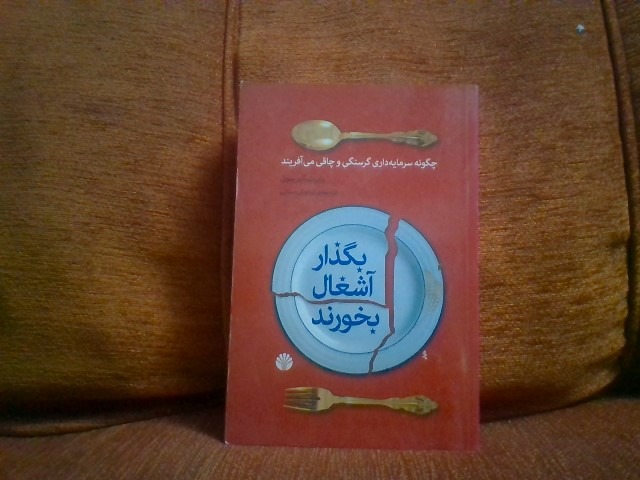 چگونه سرمایه‌داری گرسنگی و چاقی می‌آفریند
بگذار
آشغال
بخورند